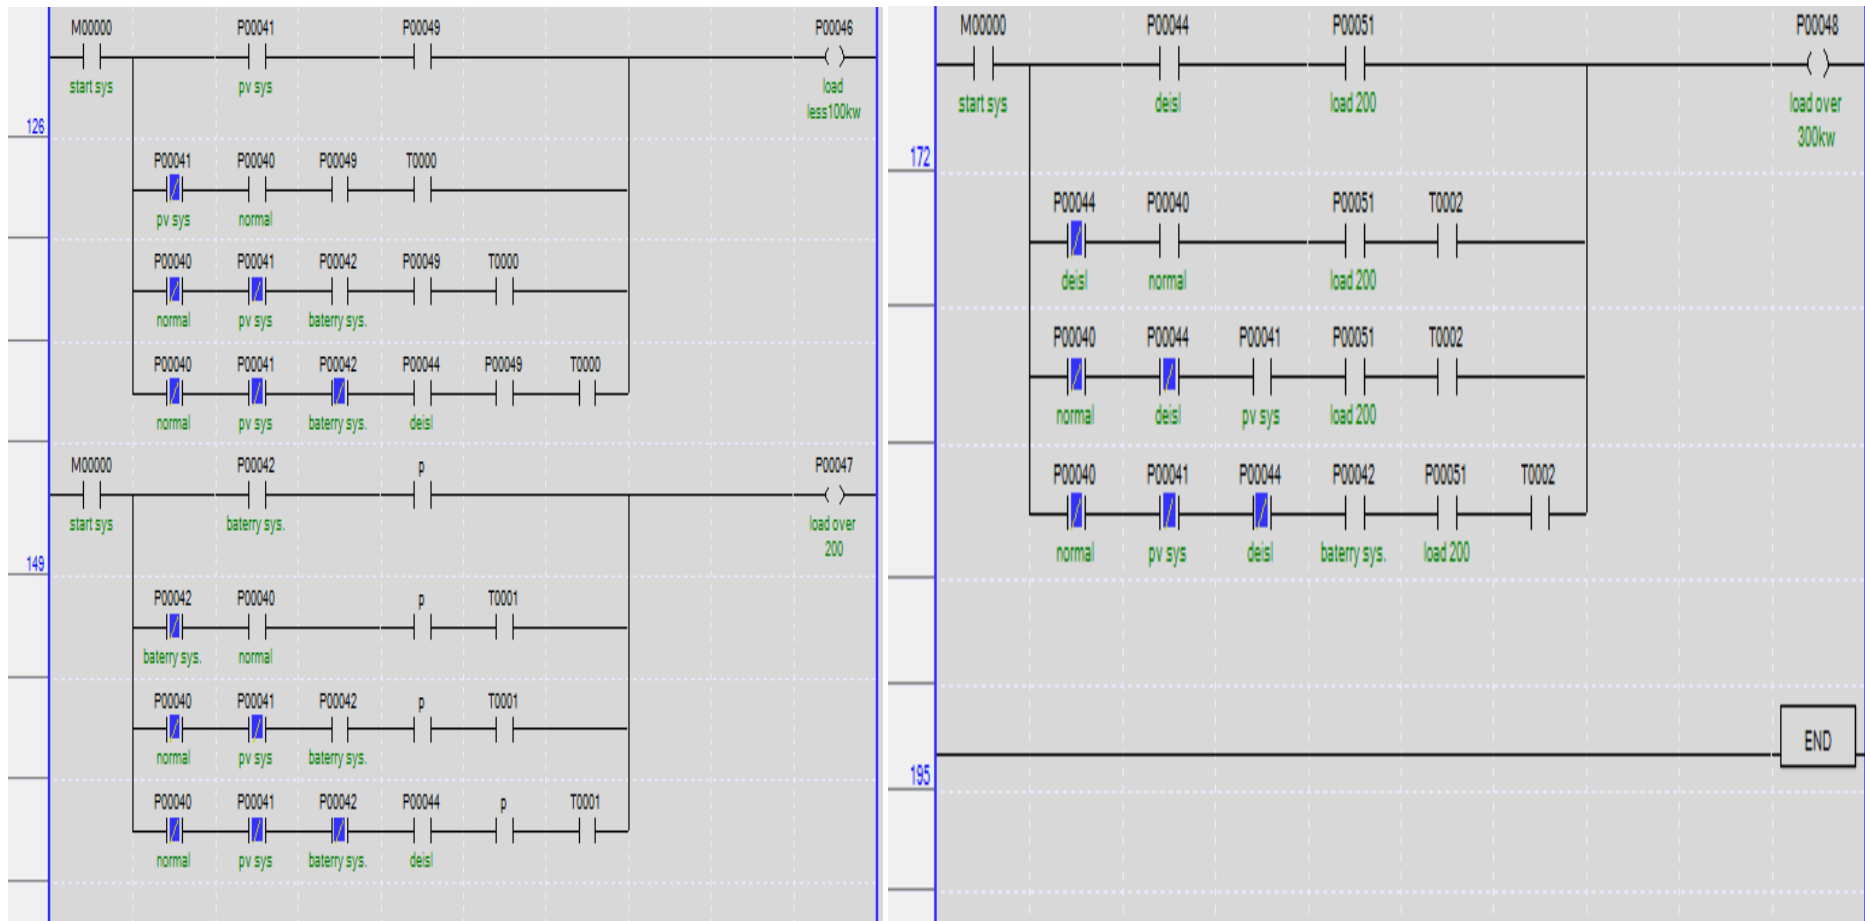 M00000 P00041 P00049 P00046
start sys pv sys load
less100kw
126
P00041 P00040 P00049 T0000
pv sys normal
P00040 P00041 P00042 P00049 T0000
normal pv sys baterry sys.
P00040 P00041 P00042 P00044 P00049 T0000
normal pv sys baterry sys. deisl
M00000 P00042 p P00047
start sys baterry sys. load over
200
149
P00042 P00040 p T0001
baterry sys. normal
P00040 P00041 P00042 p T0001
normal pv sys baterry sys.
P00040 P00041 P00042 P00044 p T0001
normal pv sys baterry sys. deisl
M00000 P00044 P00051 P00048
start sys deisl load 200 load over
300kw
172
P00044 P00040 P00051 T0002
deisl normal load 200
P00040 P00044 P00041 P00051 T0002
normal deisl pv sys load 200
P00040 P00041 P00044 P00042 P00051 T0002
normal pv sys deisl baterry sys. load 200
END
195